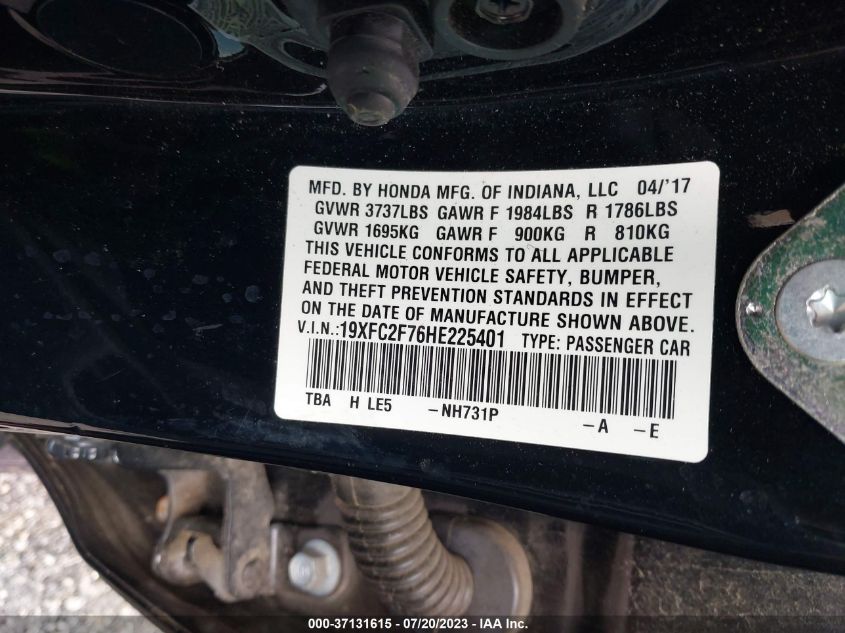 MFD. BY HONDA MFG. OF INDIANA, LLC 04/'17
GVWR 3737LBS GAWR F 1984LBS R 1786LBS
GVWR 1695KG GAWR F 900KG R 810KG
THIS VEHICLE CONFORMS TO ALL APPLICABLE
FEDERAL MOTOR VEHICLE SAFETY, BUMPER,
AND THEFT PREVENTION STANDARDS IN EFFECT
ON THE DATE OF MANUFACTURE SHOWN ABOVE.
V.I.N.:19XFC2F76HE225401 TYPE: PASSENGER CAR
TBA H LE5 -NH731P -A -E
000-37131615 - 07/20/2023 - IAA Inc.